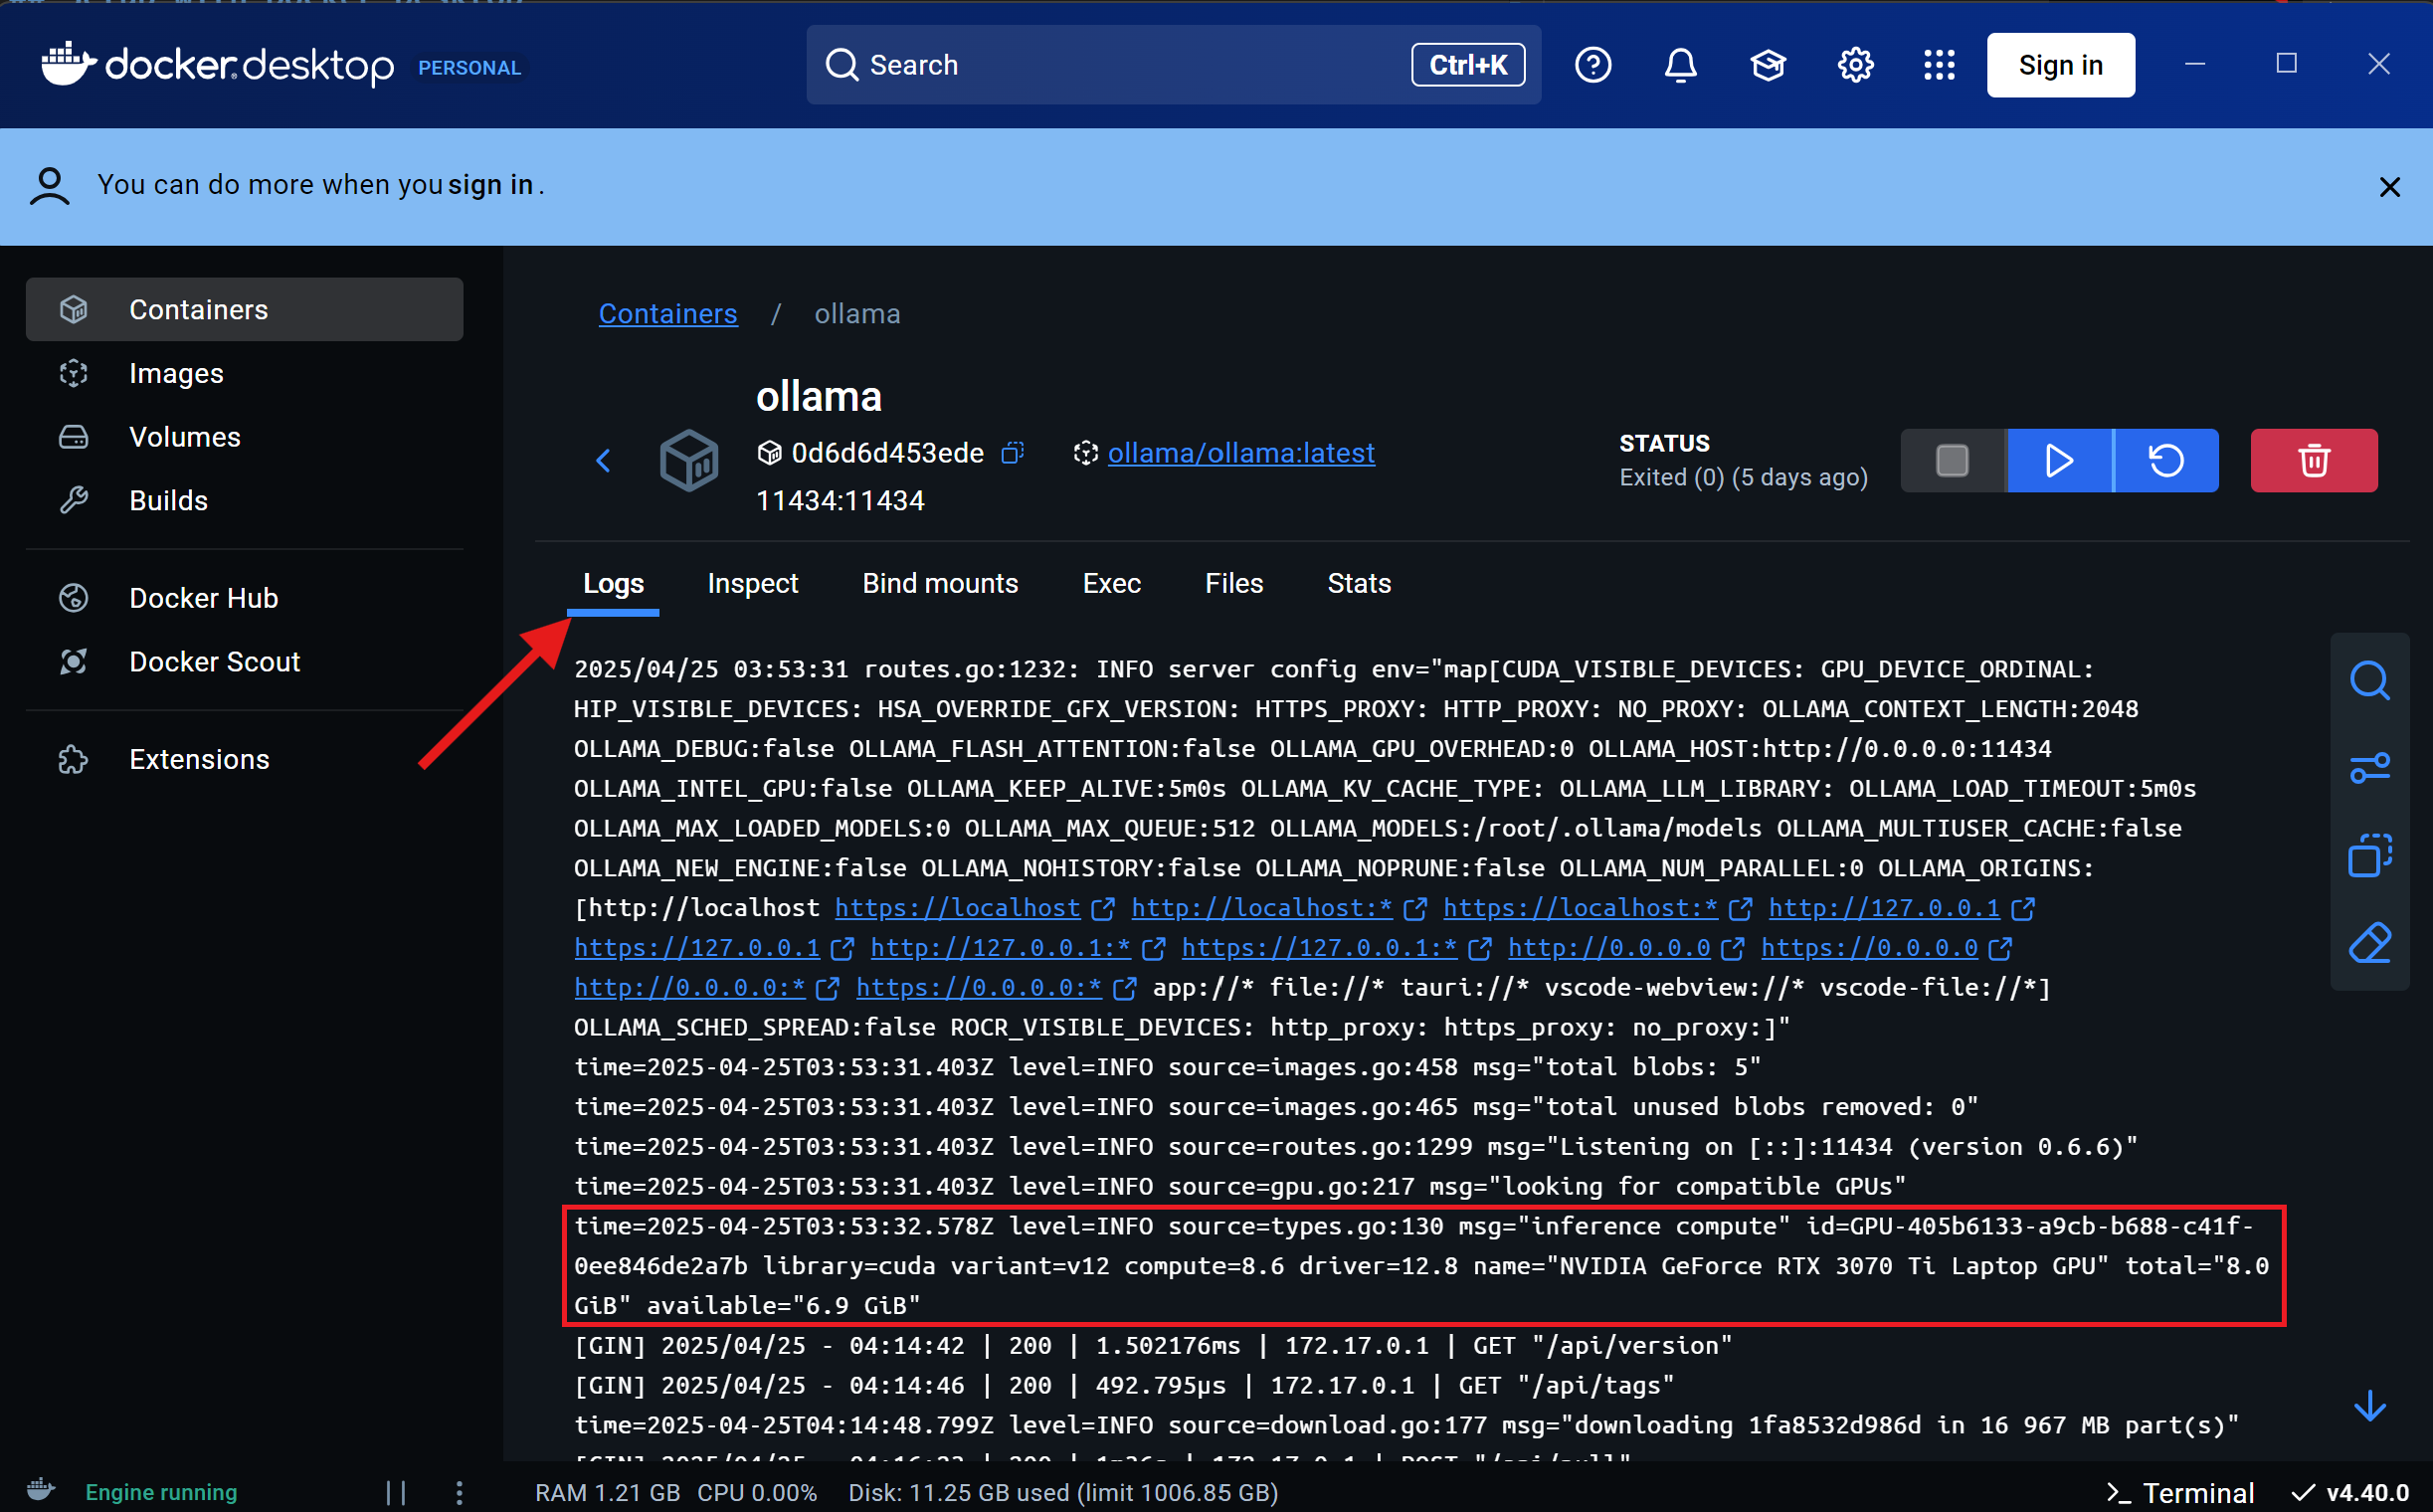 docker desktop PERSONAL
Search
Ctrl+K
Sign in
You can do more when you sign in.
Containers
Images
Volumes
Builds
Docker Hub
Docker Scout
Extensions
Containers / ollama
ollama
0d6d6d453ede
ollama/ollama:latest
11434:11434
STATUS
Exited (0) (5 days ago)
Logs
Inspect
Bind mounts
Exec
Files
Stats
2025/04/25 03:53:31 routes.go:1232: INFO server config env="map[CUDA_VISIBLE_DEVICES: GPU_DEVICE_ORDINAL:
HIP_VISIBLE_DEVICES: HSA_OVERRIDE_GFX_VERSION: HTTPS_PROXY: HTTP_PROXY: NO_PROXY: OLLAMA_CONTEXT_LENGTH:2048
OLLAMA_DEBUG:false OLLAMA_FLASH_ATTENTION:false OLLAMA_GPU_OVERHEAD:0 OLLAMA_HOST:http://0.0.0.0:11434
OLLAMA_INTEL_GPU:false OLLAMA_KEEP_ALIVE:5m0s OLLAMA_KV_CACHE_TYPE: OLLAMA_LLM_LIBRARY: OLLAMA_LOAD_TIMEOUT:5m0s
OLLAMA_MAX_LOADED_MODELS:0 OLLAMA_MAX_QUEUE:512 OLLAMA_MODELS:/root/.ollama/models OLLAMA_MULTIUSER_CACHE:false
OLLAMA_NEW_ENGINE:false OLLAMA_NOHISTORY:false OLLAMA_NOPRUNE:false OLLAMA_NUM_PARALLEL:0 OLLAMA_ORIGINS:
[http://localhost https://localhost http://localhost:* https://localhost:* http://127.0.0.1
https://127.0.0.1 http://127.0.0.1:* https://127.0.0.1:* http://0.0.0.0 https://0.0.0.0
http://0.0.0.0:* https://0.0.0.0:* app://* file://* tauri://* vscode-webview://* vscode-file://*]
OLLAMA_SCHED_SPREAD:false ROCR_VISIBLE_DEVICES: http_proxy: https_proxy: no_proxy:]"
time=2025-04-25T03:53:31.403Z level=INFO source=images.go:458 msg="total blobs: 5"
time=2025-04-25T03:53:31.403Z level=INFO source=images.go:465 msg="total unused blobs removed: 0"
time=2025-04-25T03:53:31.403Z level=INFO source=routes.go:1299 msg="Listening on [::]:11434 (version 0.6.6)"
time=2025-04-25T03:53:31.403Z level=INFO source=gpu.go:217 msg="looking for compatible GPUs"
time=2025-04-25T03:53:32.578Z level=INFO source=types.go:130 msg="inference compute" id=GPU-405b6133-a9cb-b688-c41f-
0ee846de2a7b library=cuda variant=v12 compute=8.6 driver=12.8 name="NVIDIA GeForce RTX 3070 Ti Laptop GPU" total="8.0
GiB" available="6.9 GiB"
[GIN] 2025/04/25 - 04:14:42 | 200 | 1.502176ms | 172.17.0.1 | GET "/api/version"
[GIN] 2025/04/25 - 04:14:46 | 200 | 492.795µs | 172.17.0.1 | GET "/api/tags"
time=2025-04-25T04:14:48.799Z level=INFO source=download.go:177 msg="downloading 1fa8532d986d in 16 967 MB part(s)"
Engine running
RAM 1.21 GB CPU 0.00% Disk: 11.25 GB used (limit 1006.85 GB)
Terminal
v4.40.0